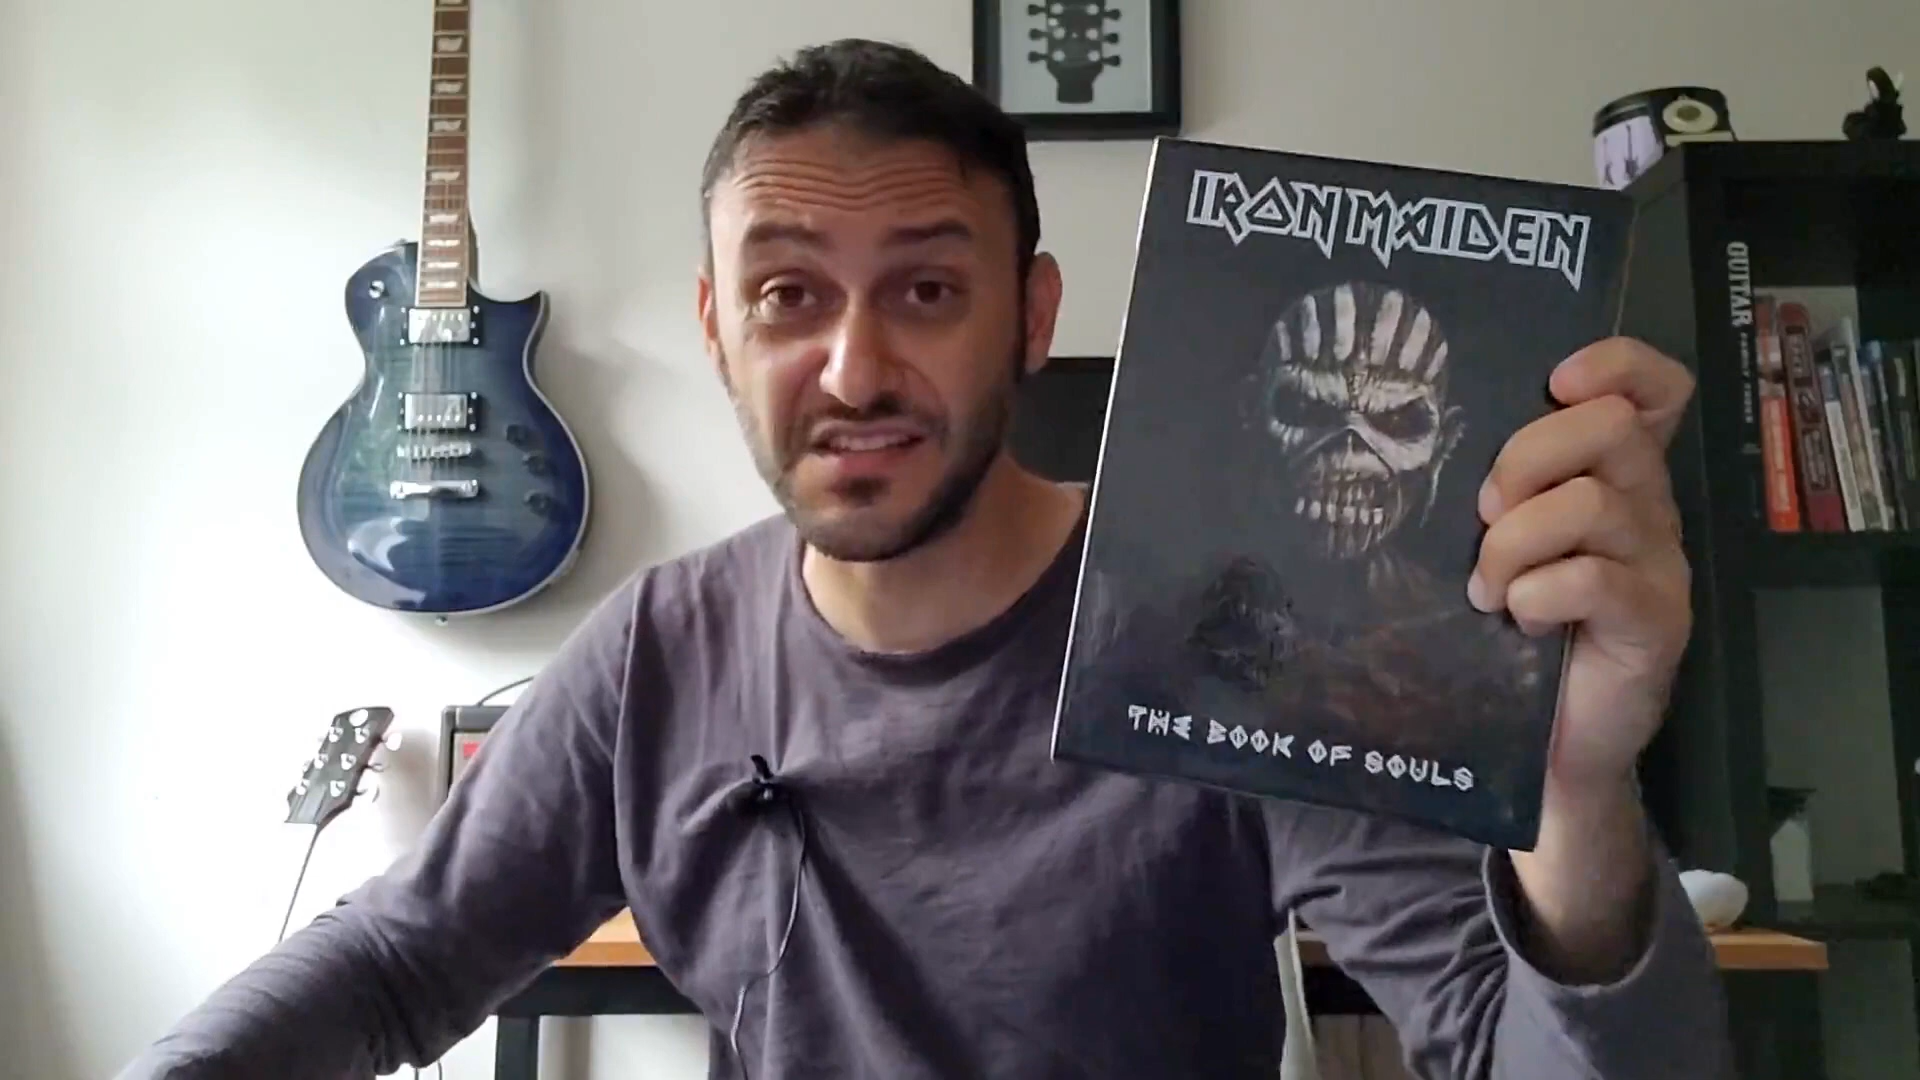 IRON MAIDEN
THE BOOK OF SOULS
GUITAR